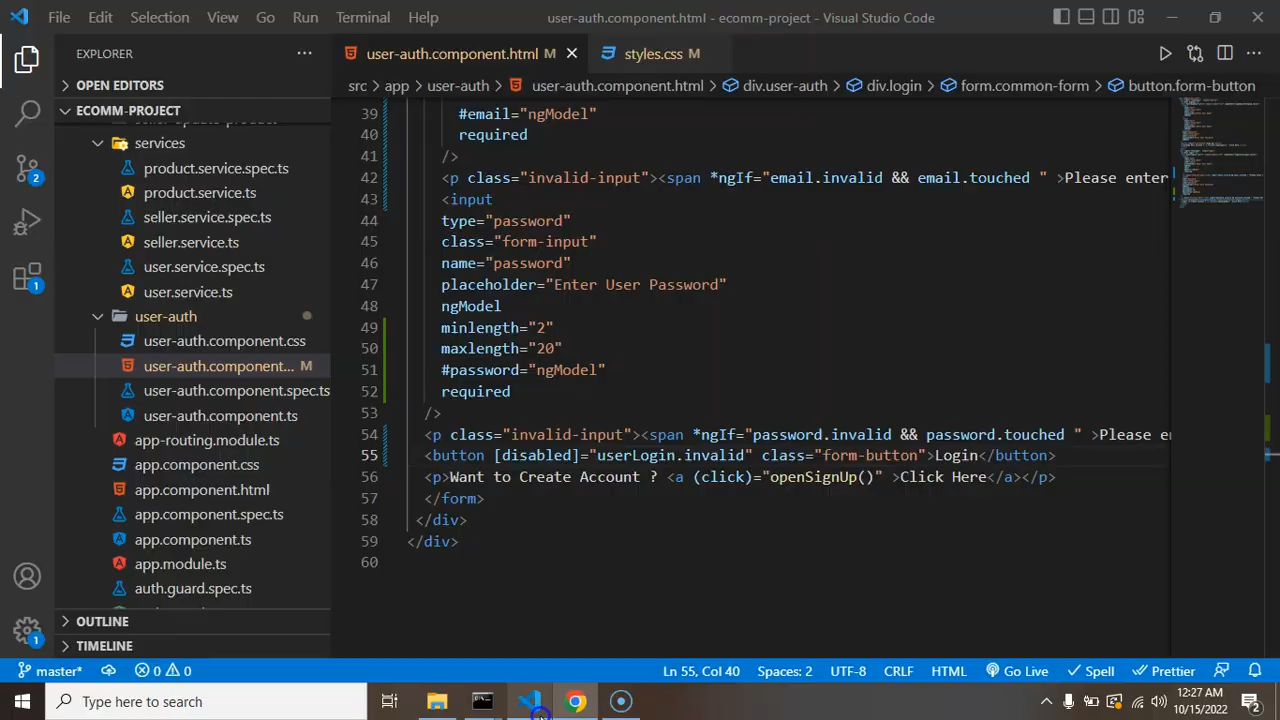 File Edit Selection View Go Run Terminal Help
user-auth.component.html - ecomm-project - Visual Studio Code
EXPLORER
user-auth.component.html M
styles.css M
src > app > user-auth > user-auth.component.html > div.user-auth > div.login > form.common-form > button.form-button
OPEN EDITORS
ECOMM-PROJECT
services
product.service.spec.ts
product.service.ts
seller.service.spec.ts
seller.service.ts
user.service.spec.ts
user.service.ts
user-auth
user-auth.component.css
user-auth.component... M
user-auth.component.spec.ts
user-auth.component.ts
app-routing.module.ts
app.component.css
app.component.html
app.component.spec.ts
app.component.ts
app.module.ts
auth.guard.spec.ts
OUTLINE
TIMELINE
39 #email="ngModel"
40 required
41 />
42 <p class="invalid-input"><span *ngIf="email.invalid && email.touched " >Please enter
43 <input
44 type="password"
45 class="form-input"
46 name="password"
47 placeholder="Enter User Password"
48 ngModel
49 minlength="2"
50 maxlength="20"
51 #password="ngModel"
52 required
53 />
54 <p class="invalid-input"><span *ngIf="password.invalid && password.touched " >Please en
55 <button [disabled]="userLogin.invalid" class="form-button">Login</button>
56 <p>Want to Create Account ? <a (click)="openSignUp()" >Click Here</a></p>
57 </form>
58 </div>
59 </div>
60
2
1
1
master* 0 0 Ln 55, Col 40 Spaces: 2 UTF-8 CRLF HTML Go Live Spell Prettier
Type here to search
12:27 AM
10/15/2022
2